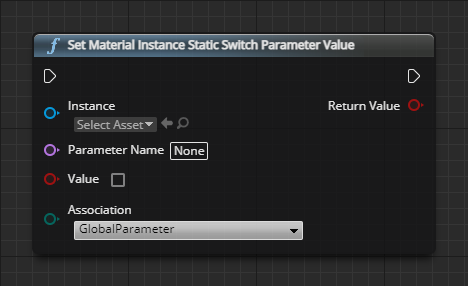 Set Material Instance Static Switch Parameter Value
Instance
Return Value
Select Asset
Parameter Name None
Value
Association
GlobalParameter